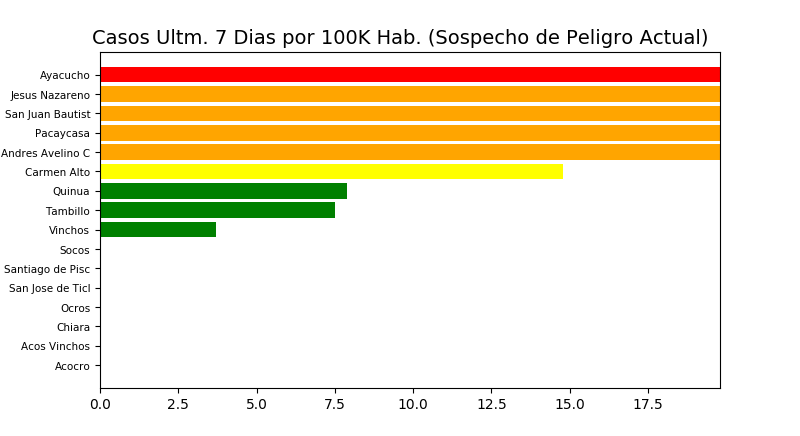 Casos Ultm. 7 Dias por 100K Hab. (Sospecho de Peligro Actual)
Ayacucho
Jesus Nazareno
San Juan Bautist
Pacaycasa
Andres Avelino C
Carmen Alto
Quinua
Tambillo
Vinchos
Socos
Santiago de Pisc
San Jose de Ticl
Ocros
Chiara
Acos Vinchos
Acocro
0.0 2.5 5.0 7.5 10.0 12.5 15.0 17.5